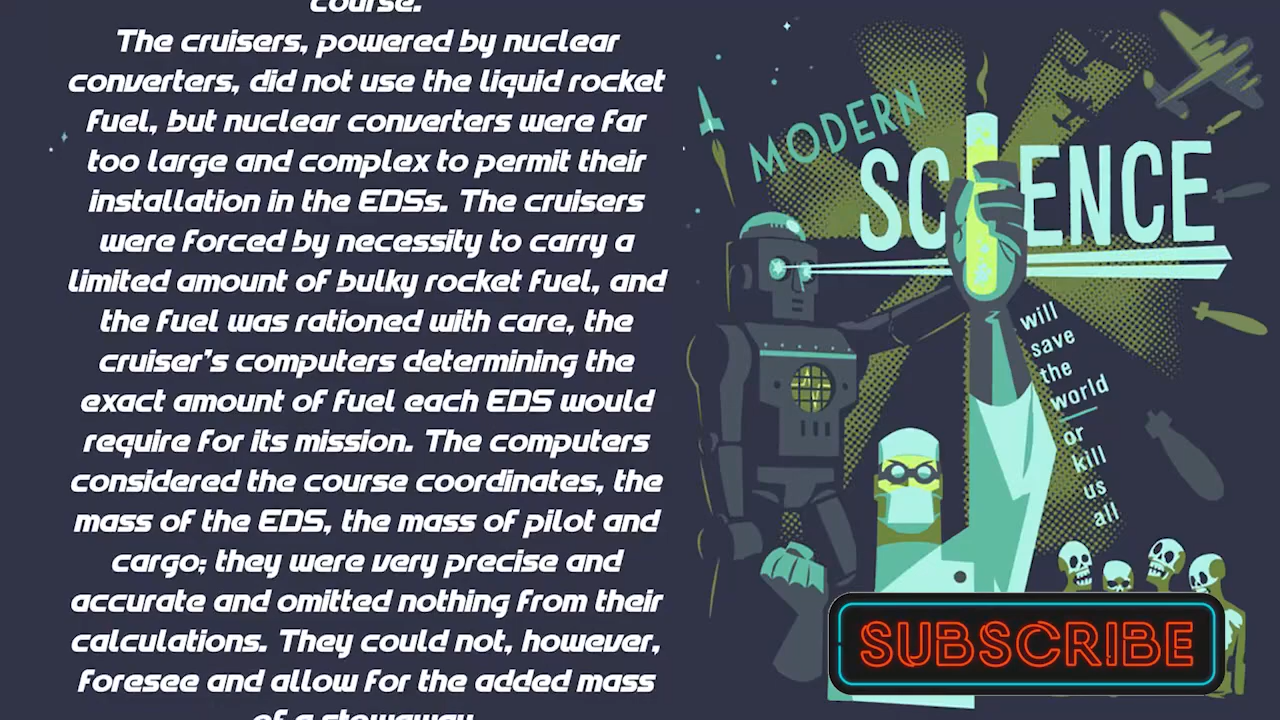 course.
The cruisers, powered by nuclear
converters, did not use the liquid rocket
fuel, but nuclear converters were far
too large and complex to permit their
installation in the EDSs. The cruisers
were forced by necessity to carry a
limited amount of bulky rocket fuel, and
the fuel was rationed with care, the
cruiser's computers determining the
exact amount of fuel each EDS would
require for its mission. The computers
considered the course coordinates, the
mass of the EDS, the mass of pilot and
cargo; they were very precise and
accurate and omitted nothing from their
calculations. They could not, however,
foresee and allow for the added mass
of a stowaway.
MODERN
SCIENCE
will
save
the
world
or
kill
us
all
SUBSCRIBE